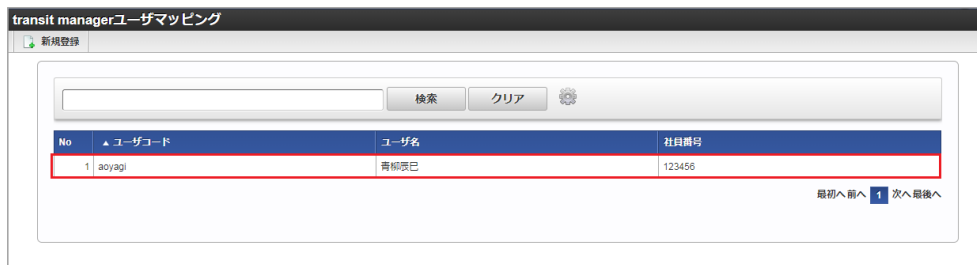 transit managerユーザマッピング
新規登録
検索 クリア
No ▲ ユーザコード ユーザ名 社員番号
1 aoyagi 青柳辰巳 123456
最初へ 前へ 1 次へ 最後へ